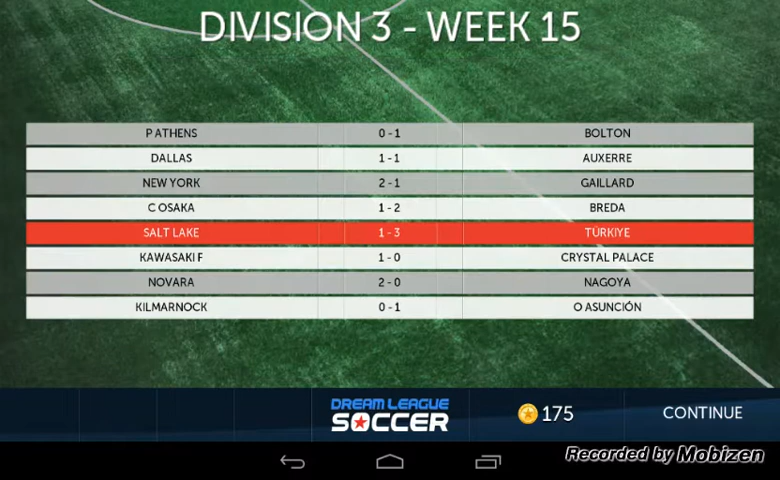 DIVISION 3 - WEEK 15
P ATHENS 0 - 1 BOLTON
DALLAS 1 - 1 AUXERRE
NEW YORK 2 - 1 GAILLARD
C OSAKA 1 - 2 BREDA
SALT LAKE 1 - 3 TÜRKIYE
KAWASAKI F 1 - 0 CRYSTAL PALACE
NOVARA 2 - 0 NAGOYA
KILMARNOCK 0 - 1 O ASUNCIÓN
DREAM LEAGUE
SOCCER
175
CONTINUE
Recorded by Mobizen